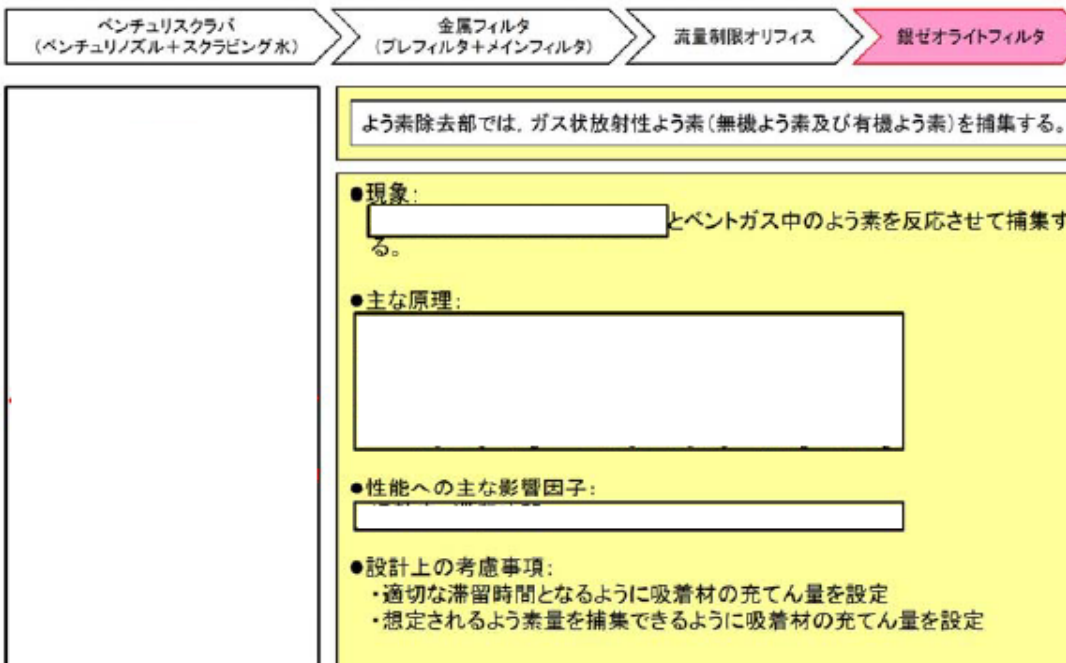 ベンチュリスクラバ
(ベンチュリノズル+スクラビング水)
金属フィルタ
(プレフィルタ+メインフィルタ)
流量制限オリフィス
銀ゼオライトフィルタ
よう素除去部では,ガス状放射性よう素(無機よう素及び有機よう素)を捕集する。
●現象:
とベントガス中のよう素を反応させて捕集す
る。
●主な原理:
●性能への主な影響因子:
●設計上の考慮事項:
・適切な滞留時間となるように吸着材の充てん量を設定
・想定されるよう素量を捕集できるように吸着材の充てん量を設定